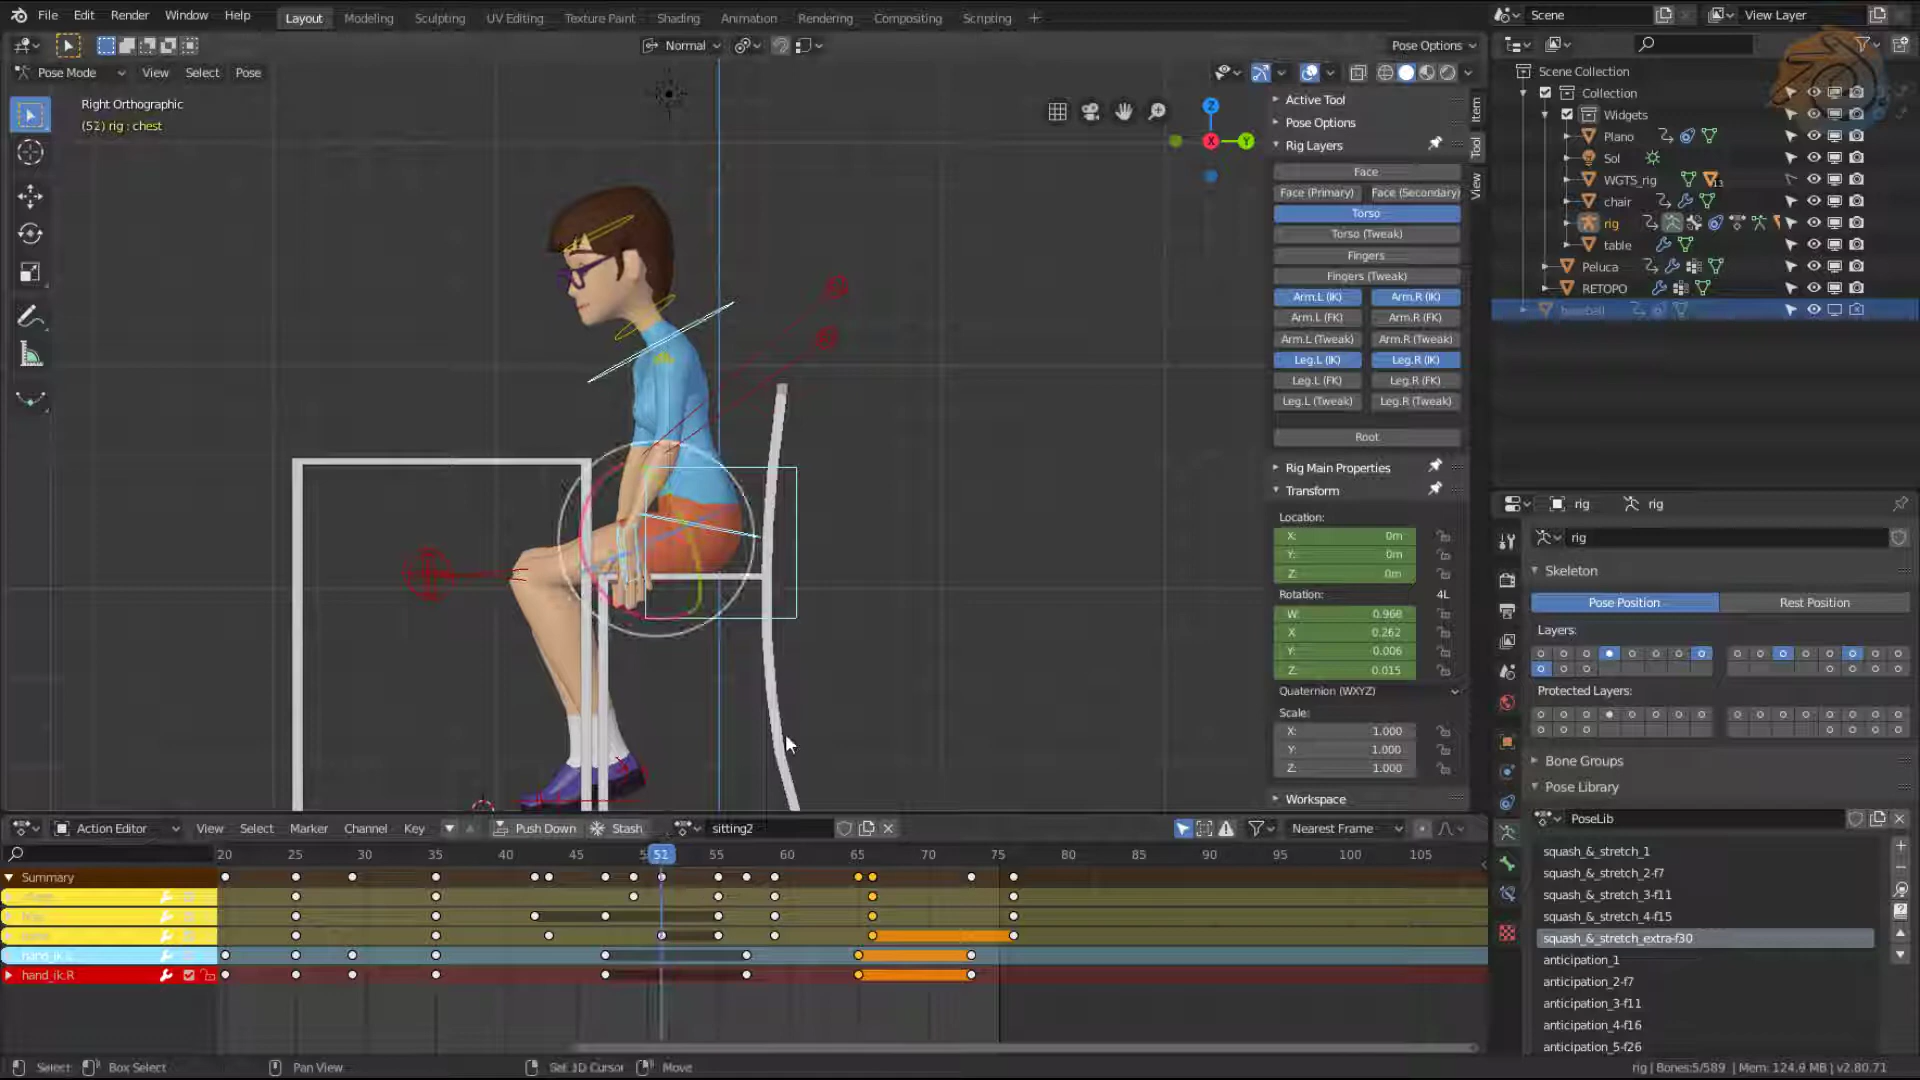 File Edit Render Window Help Layout Modeling Sculpting UV Editing Texture Paint Shading Animation Rendering Compositing Scripting +
Scene View Layer
Normal Pose Options
Pose Mode View Select Pose
Right Orthographic
(52) rig : chest
Z
X
Y
Item
Tool
View
Active Tool
Pose Options
Rig Layers
Face
Face (Primary) Face (Secondary)
Torso
Torso (Tweak)
Fingers
Fingers (Tweak)
Arm.L (IK) Arm.R (IK)
Arm.L (FK) Arm.R (FK)
Arm.L (Tweak) Arm.R (Tweak)
Leg.L (IK) Leg.R (IK)
Leg.L (FK) Leg.R (FK)
Leg.L (Tweak) Leg.R (Tweak)
Root
Rig Main Properties
Transform
Location:
X: 0m
Y: 0m
Z: 0m
Rotation: 4L
W: 0.968
X 0.262
Y: 0.006
Z: 0.015
Quaternion (WXYZ)
Scale:
X: 1.000
Y: 1.000
Z: 1.000
Workspace
Scene Collection
Collection
Widgets
Plano
Sol
WGTS_rig 13
chair
rig
table
Peluca
RETOPO
rig rig
rig
Skeleton
Pose Position Rest Position
Layers:
Protected Layers:
Bone Groups
Pose Library
PoseLib
squash_&_stretch_1
squash_&_stretch_2-f7
squash_&_stretch_3-f11
squash_&_stretch_4-f15
squash_&_stretch_extra-f30
anticipation_1
anticipation_2-f7
anticipation_3-f11
anticipation_4-f16
anticipation_5-f26
Action Editor View Select Marker Channel Key Push Down Stash sitting2 Nearest Frame
20 25 30 35 40 45 52 55 60 65 70 75 80 85 90 95 100 105
Summary
hand_ik.R
Select Box Select Pan View Set 3D Cursor Move rig | Bones:5/589 | Mem: 124.9 MB | v2.80.71